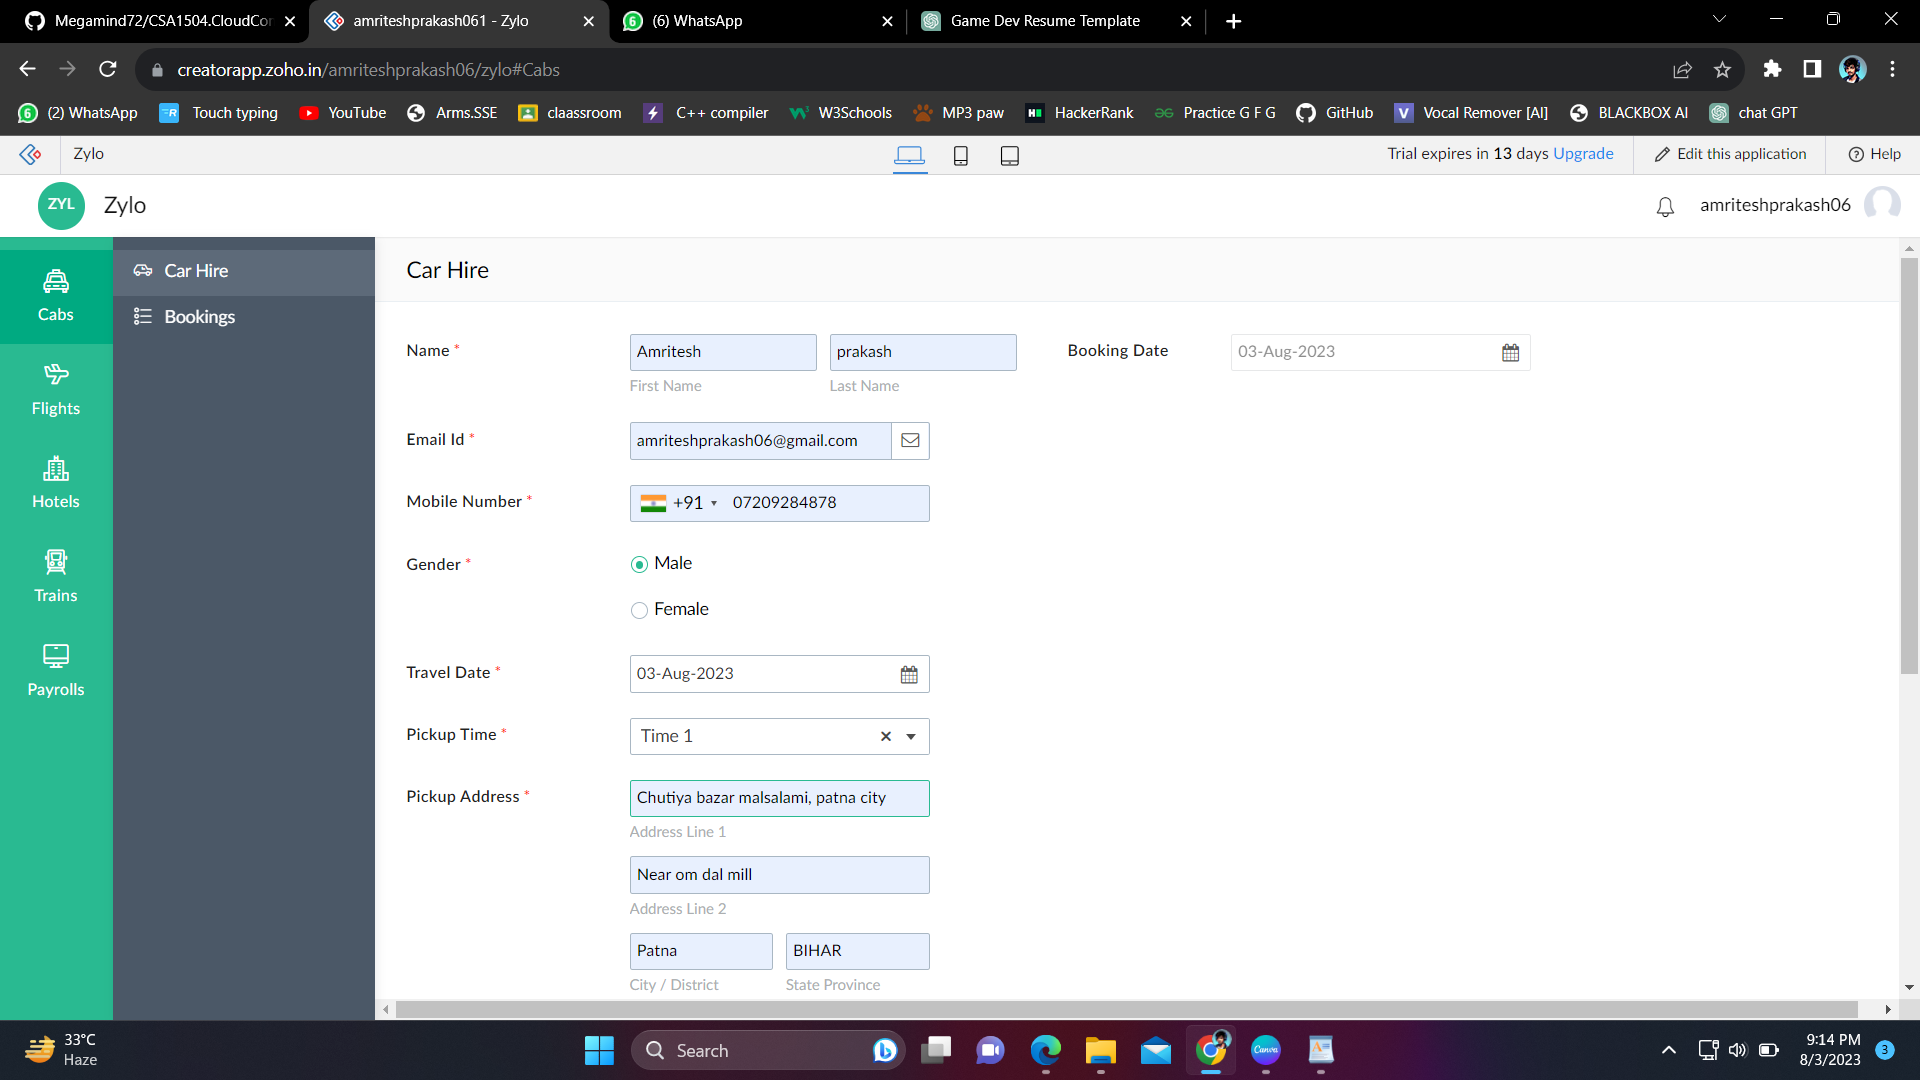 Megamind72/CSA1504.CloudCor
amriteshprakash061 - Zylo
(6) WhatsApp
Game Dev Resume Template
creatorapp.zoho.in/amriteshprakash06/zylo#Cabs
(2) WhatsApp
Touch typing
YouTube
Arms.SSE
claassroom
C++ compiler
W3Schools
MP3 paw
HackerRank
Practice G F G
GitHub
Vocal Remover [AI]
BLACKBOX AI
chat GPT
Zylo
Trial expires in 13 days Upgrade
Edit this application
Help
ZYL
Zylo
amriteshprakash06
Cabs
Flights
Hotels
Trains
Payrolls
Car Hire
Bookings
Car Hire
Name *
Amritesh
prakash
Booking Date
03-Aug-2023
First Name
Last Name
Email Id *
amriteshprakash06@gmail.com
Mobile Number *
+91
07209284878
Gender *
Male
Female
Travel Date *
03-Aug-2023
Pickup Time *
Time 1
Pickup Address *
Chutiya bazar malsalami, patna city
Address Line 1
Near om dal mill
Address Line 2
Patna
BIHAR
City / District
State Province
33°C
Haze
Search
Canva
9:14 PM
8/3/2023
3